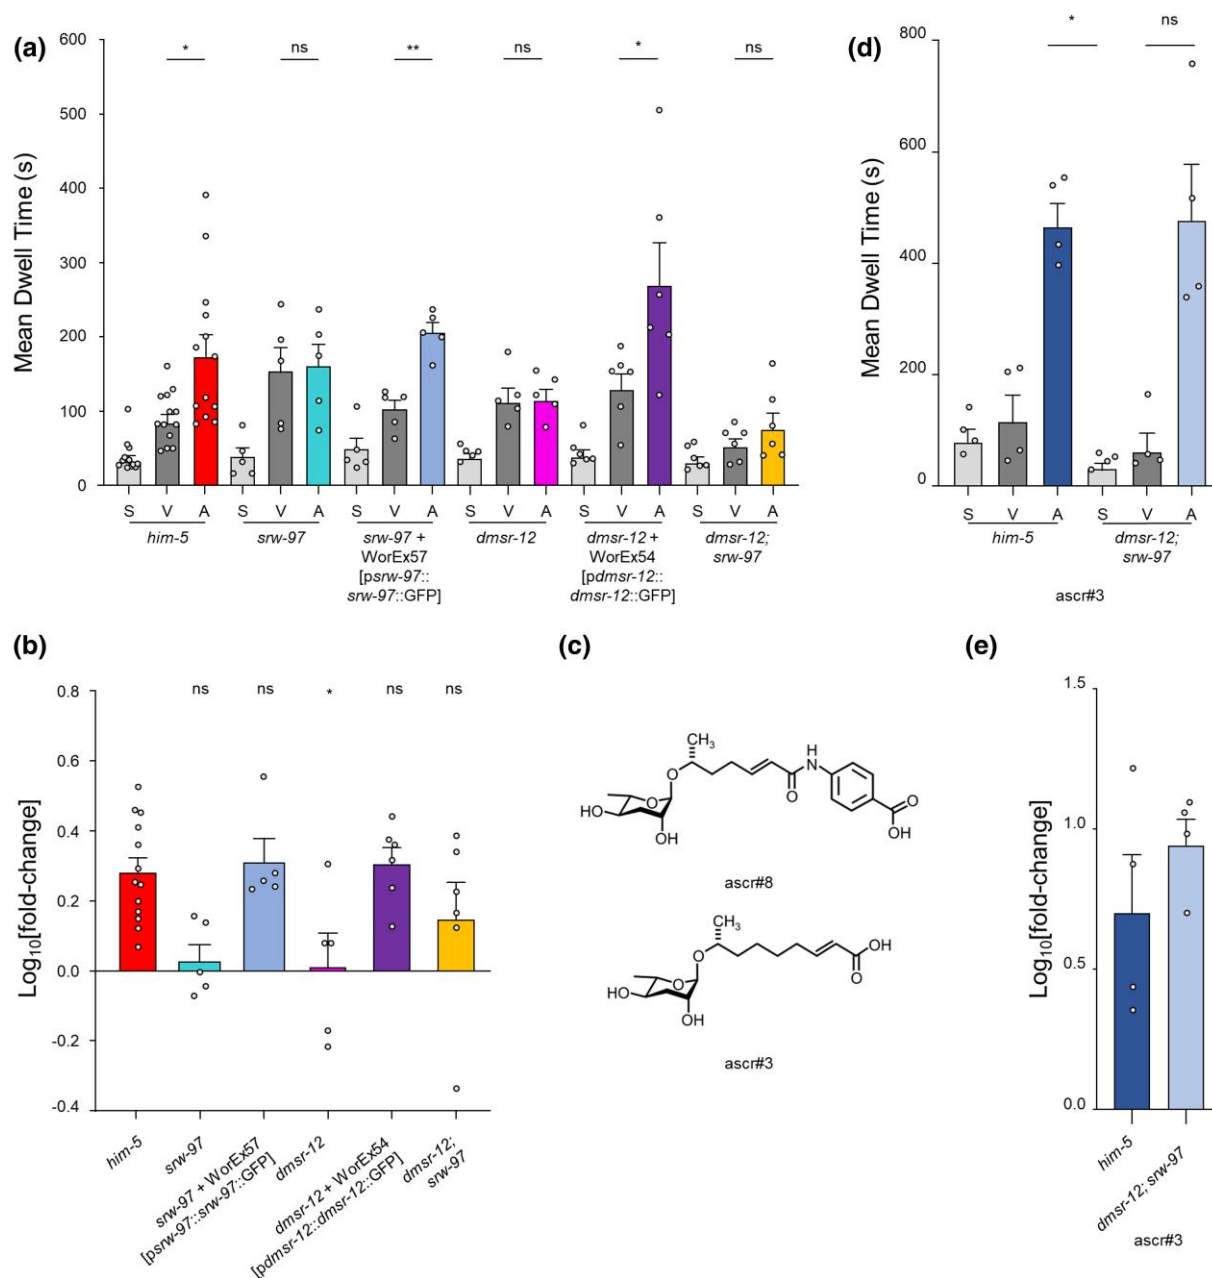 (a)
Mean Dwell Time (s)
600
500
400
300
200
100
0
*
ns
**
ns
*
ns
S V A S V A S V A S V A S V A S V A
him-5
srw-97
srw-97 +
WorEx57
[psrw-97::
srw-97::GFP]
dmsr-12
dmsr-12 +
WorEx54
[pdmsr-12::
dmsr-12::GFP]
dmsr-12;
srw-97
(d)
Mean Dwell Time (s)
800
600
400
200
0
*
ns
S V A S V A
him-5
dmsr-12;
srw-97
ascr#3
(b)
Log10[fold-change]
0.8
0.6
0.4
0.2
0.0
-0.2
-0.4
ns
ns
*
ns
ns
him-5
srw-97
srw-97 + WorEx57
[psrw-97::srw-97::GFP]
dmsr-12
dmsr-12 + WorEx54
[pdmsr-12::dmsr-12::GFP]
dmsr-12;
srw-97
(c)
CH3
O
O
HO
OH
O
H
N
O
OH
ascr#8
CH3
O
O
HO
OH
OH
O
ascr#3
(e)
Log10[fold-change]
1.5
1.0
0.5
0.0
him-5
dmsr-12; srw-97
ascr#3